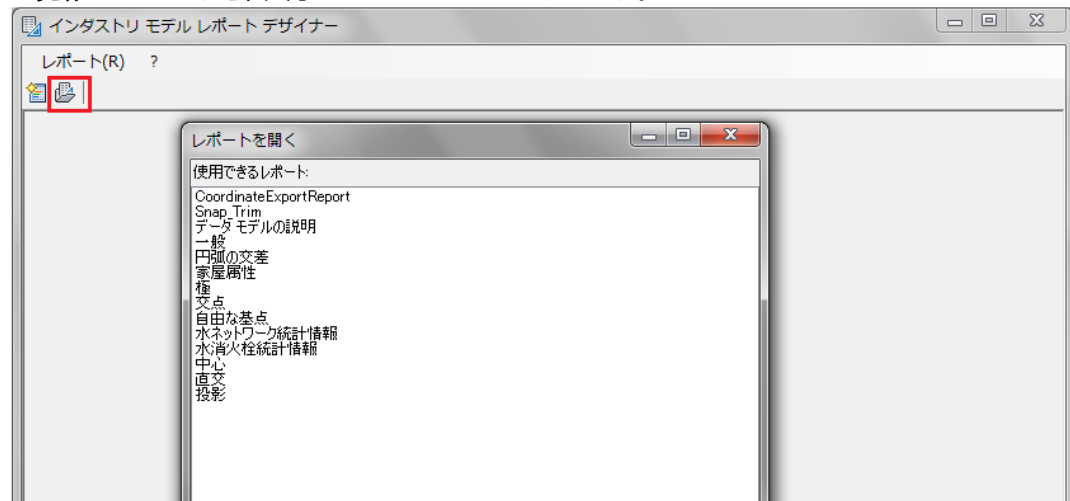 インダストリ モデル レポート デザイナー
レポート(R) ?
レポートを開く
使用できるレポート:
CoordinateExportReport
Snap_Trim
データ モデルの説明
一般
円弧の交差
家屋属性
極
交点
自由な基点
水ネットワーク統計情報
水消火栓統計情報
中心
直交
投影